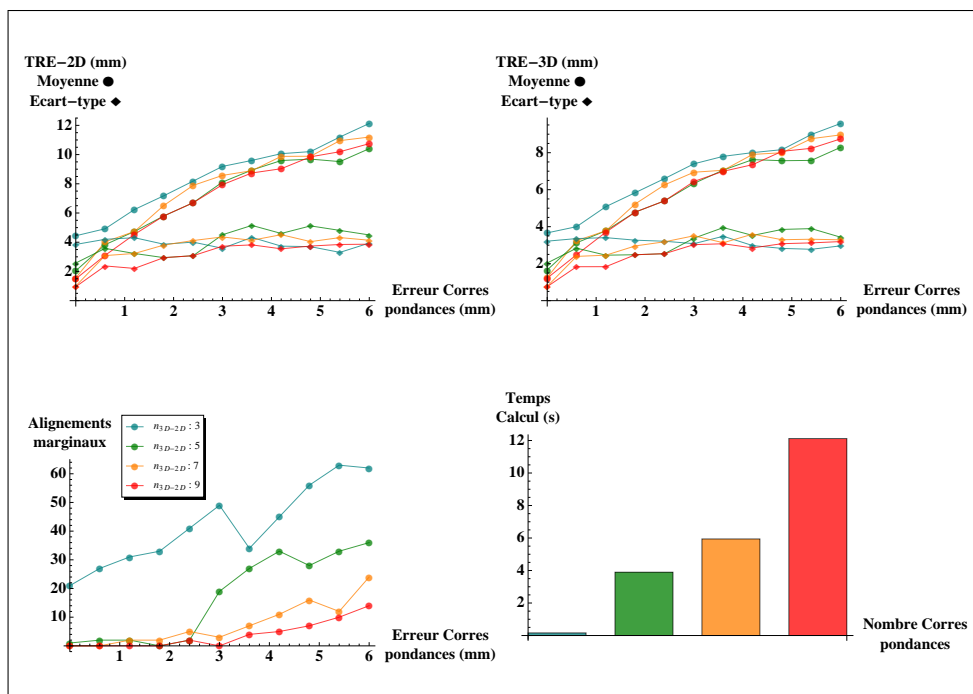 TRE−2D (mm)
Moyenne
Ecart−type
12
10
8
6
4
2
1 2 3 4 5 6
Erreur Corres
pondances (mm)
TRE−3D (mm)
Moyenne
Ecart−type
8
6
4
2
1 2 3 4 5 6
Erreur Corres
pondances (mm)
Alignements
marginaux
n3D−2D : 3
n3D−2D : 5
n3D−2D : 7
n3D−2D : 9
60
50
40
30
20
10
0
1 2 3 4 5 6
Erreur Corres
pondances (mm)
Temps
Calcul (s)
12
10
8
6
4
2
Nombre Corres
pondances